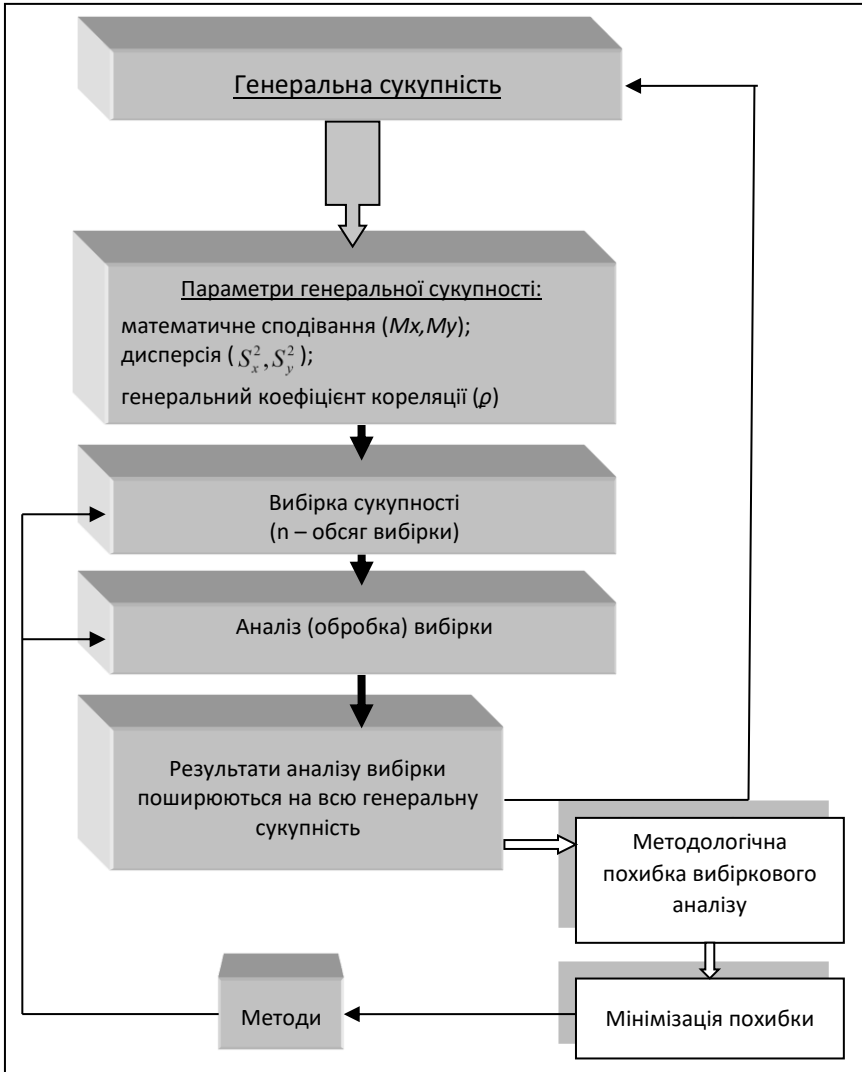 Генеральна сукупність
Параметри генеральної сукупності:
математичне сподівання (Mx,My);
дисперсія ( S_x^2, S_y^2 );
генеральний коефіцієнт кореляції (ρ)
Вибірка сукупності
(n – обсяг вибірки)
Аналіз (обробка) вибірки
Результати аналізу вибірки
поширюються на всю генеральну
сукупність
Методологічна
похибка вибіркового
аналізу
Методи
Мінімізація похибки